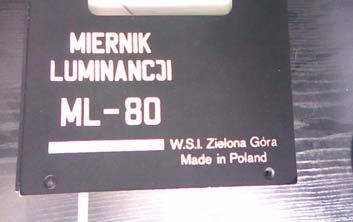 MIERNIK
LUMINANCJI
ML-80
W.S.I. Zielona Góra
Made in Poland